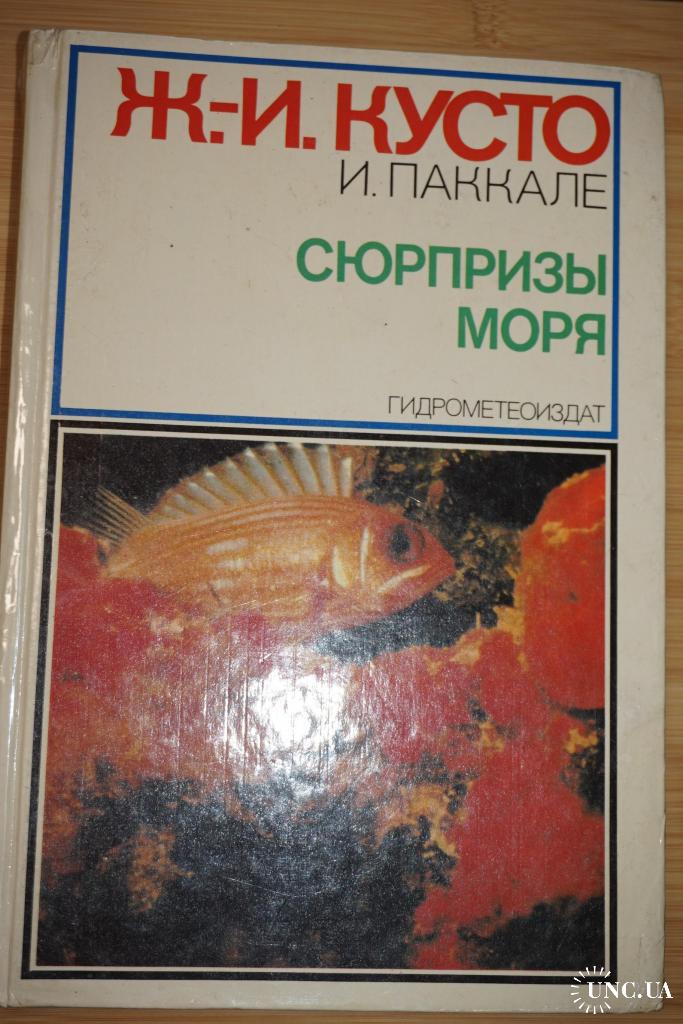 Ж.-И. КУСТО
И. ПАККАЛЕ
СЮРПРИЗЫ
МОРЯ
ГИДРОМЕТЕОИЗДАТ
UNC.UA